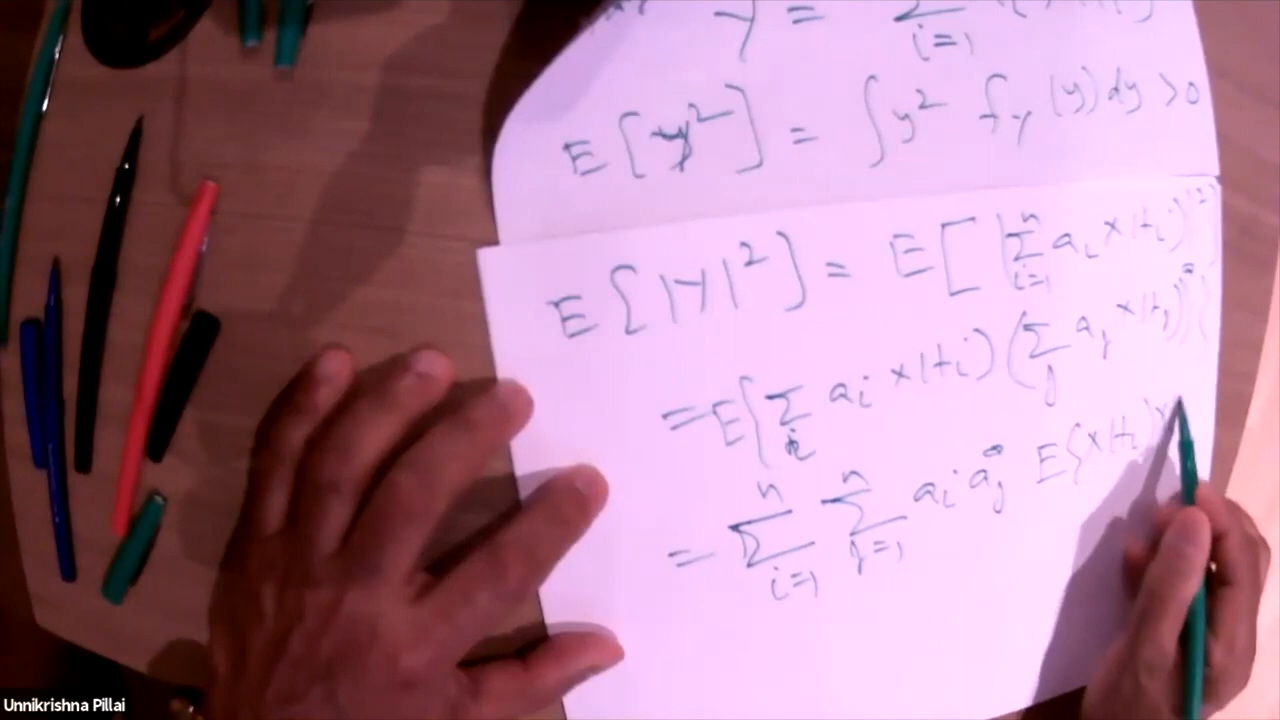 Y = Σ i=1
E[Y²] = ∫y² f_Y (y) dy > 0
E{|Y|²} = E[|Σ_{i=1}^{n} a_i X(t_i)|²]
= E{Σ_i a_i X(t_i)) (Σ_j a_j X(t_j))*}
= Σ_{i=1}^{n} Σ_{j=1}^{n} a_i a_j* E{X(t_i)
Unnikrishna Pillai